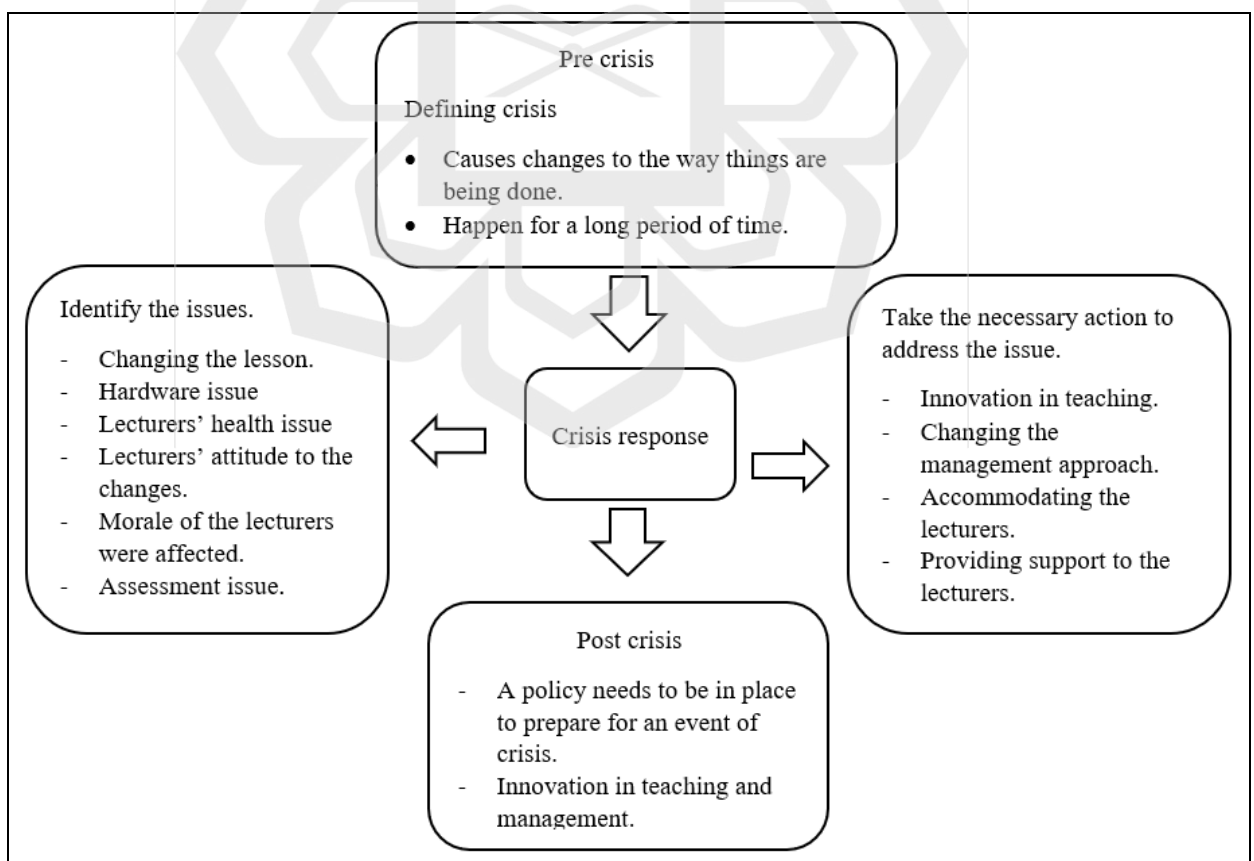 Pre crisis
Defining crisis
• Causes changes to the way things are
being done.
• Happen for a long period of time.
Identify the issues.
- Changing the lesson.
- Hardware issue
- Lecturers’ health issue
- Lecturers’ attitude to the
changes.
- Morale of the lecturers
were affected.
- Assessment issue.
Crisis response
Take the necessary action to
address the issue.
- Innovation in teaching.
- Changing the
management approach.
- Accommodating the
lecturers.
- Providing support to the
lecturers.
Post crisis
- A policy needs to be in place
to prepare for an event of
crisis.
- Innovation in teaching and
management.